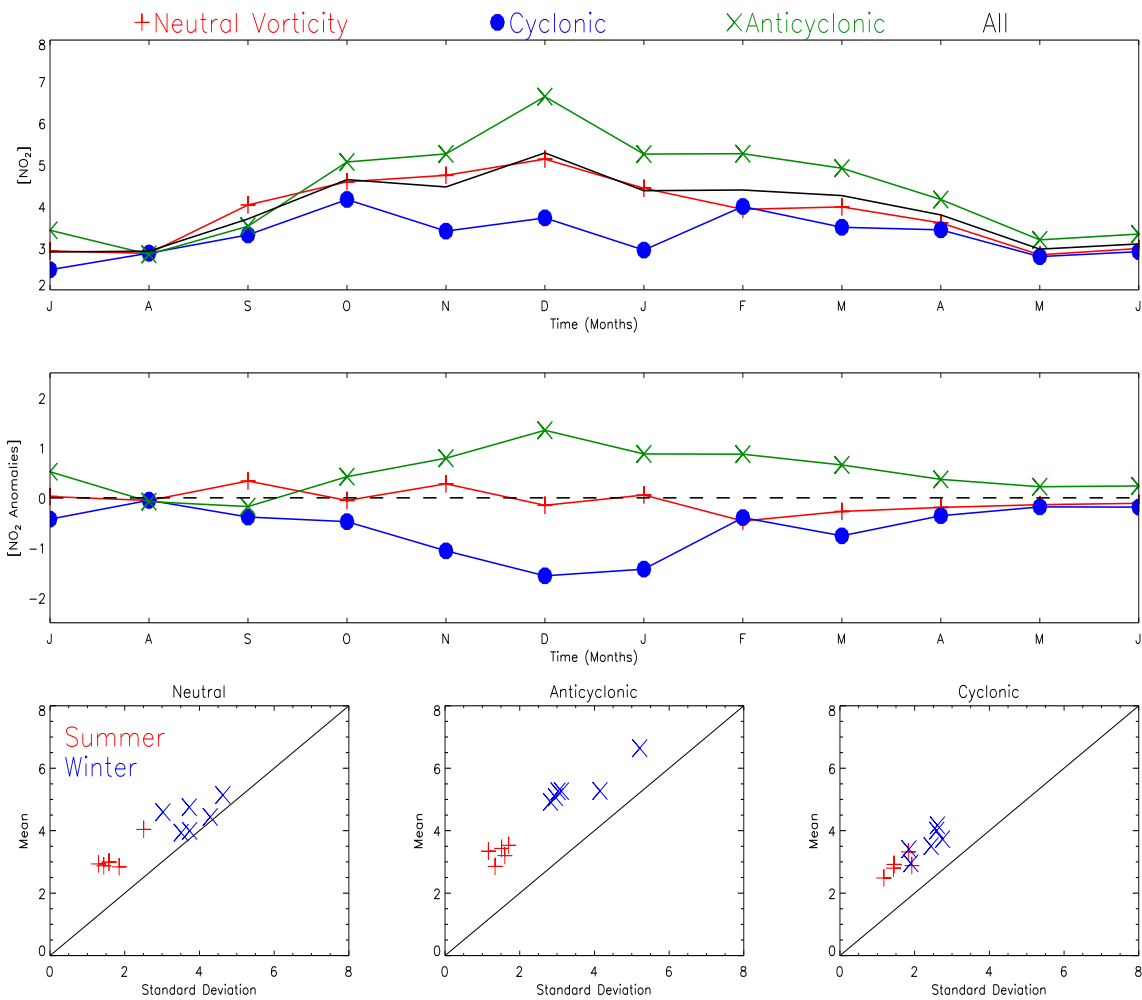 +Neutral Vorticity ●Cyclonic ×Anticyclonic All
8
7
6
5
4
3
2
[NO₂]
J A S O N D J F M A M J
Time (Months)
2
1
0
−1
−2
[NO₂ Anomalies]
J A S O N D J F M A M J
Time (Months)
Neutral Anticyclonic Cyclonic
Summer
Winter
8
6
4
2
0
Mean
0 2 4 6 8
Standard Deviation
8
6
4
2
0
Mean
0 2 4 6 8
Standard Deviation
8
6
4
2
0
Mean
0 2 4 6 8
Standard Deviation